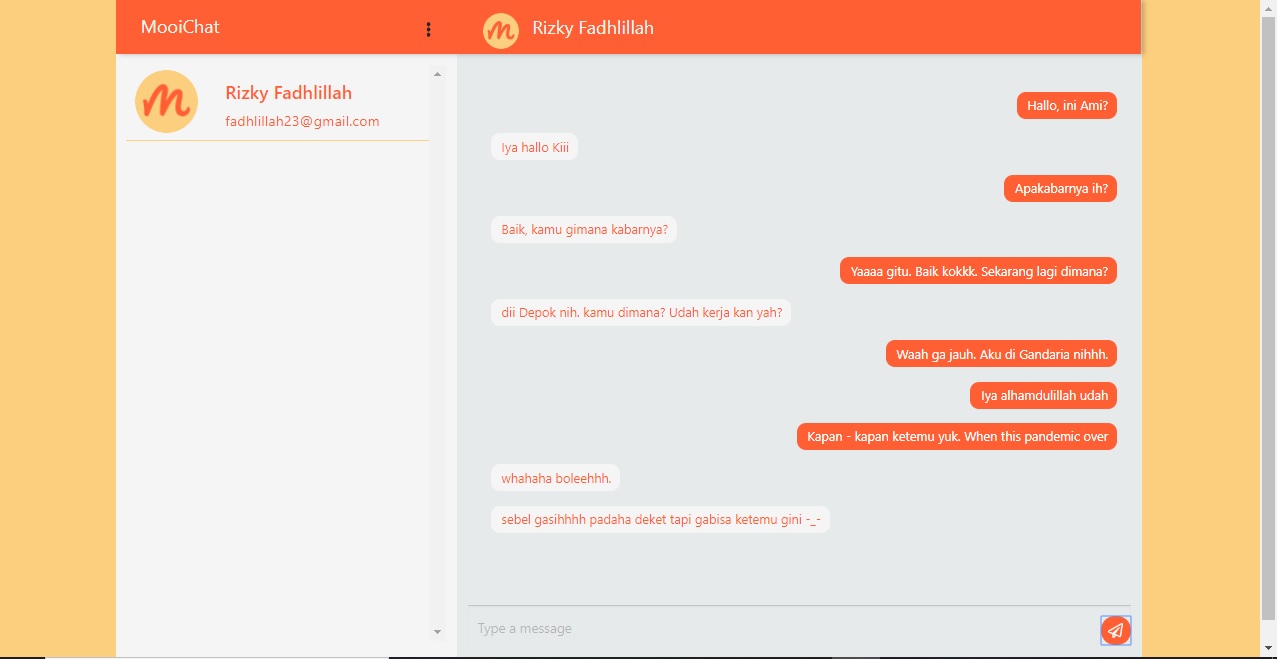 MooiChat
Rizky Fadhlillah
Rizky Fadhlillah
fadhlillah23@gmail.com
Hallo, ini Ami?
Iya hallo Kiii
Apakabarnya ih?
Baik, kamu gimana kabarnya?
Yaaaa gitu. Baik kokkk. Sekarang lagi dimana?
dii Depok nih. kamu dimana? Udah kerja kan yah?
Waah ga jauh. Aku di Gandaria nihhh.
Iya alhamdulillah udah
Kapan - kapan ketemu yuk. When this pandemic over
whahaha boleehhh.
sebel gasihhhh padaha deket tapi gabisa ketemu gini -_-
Type a message